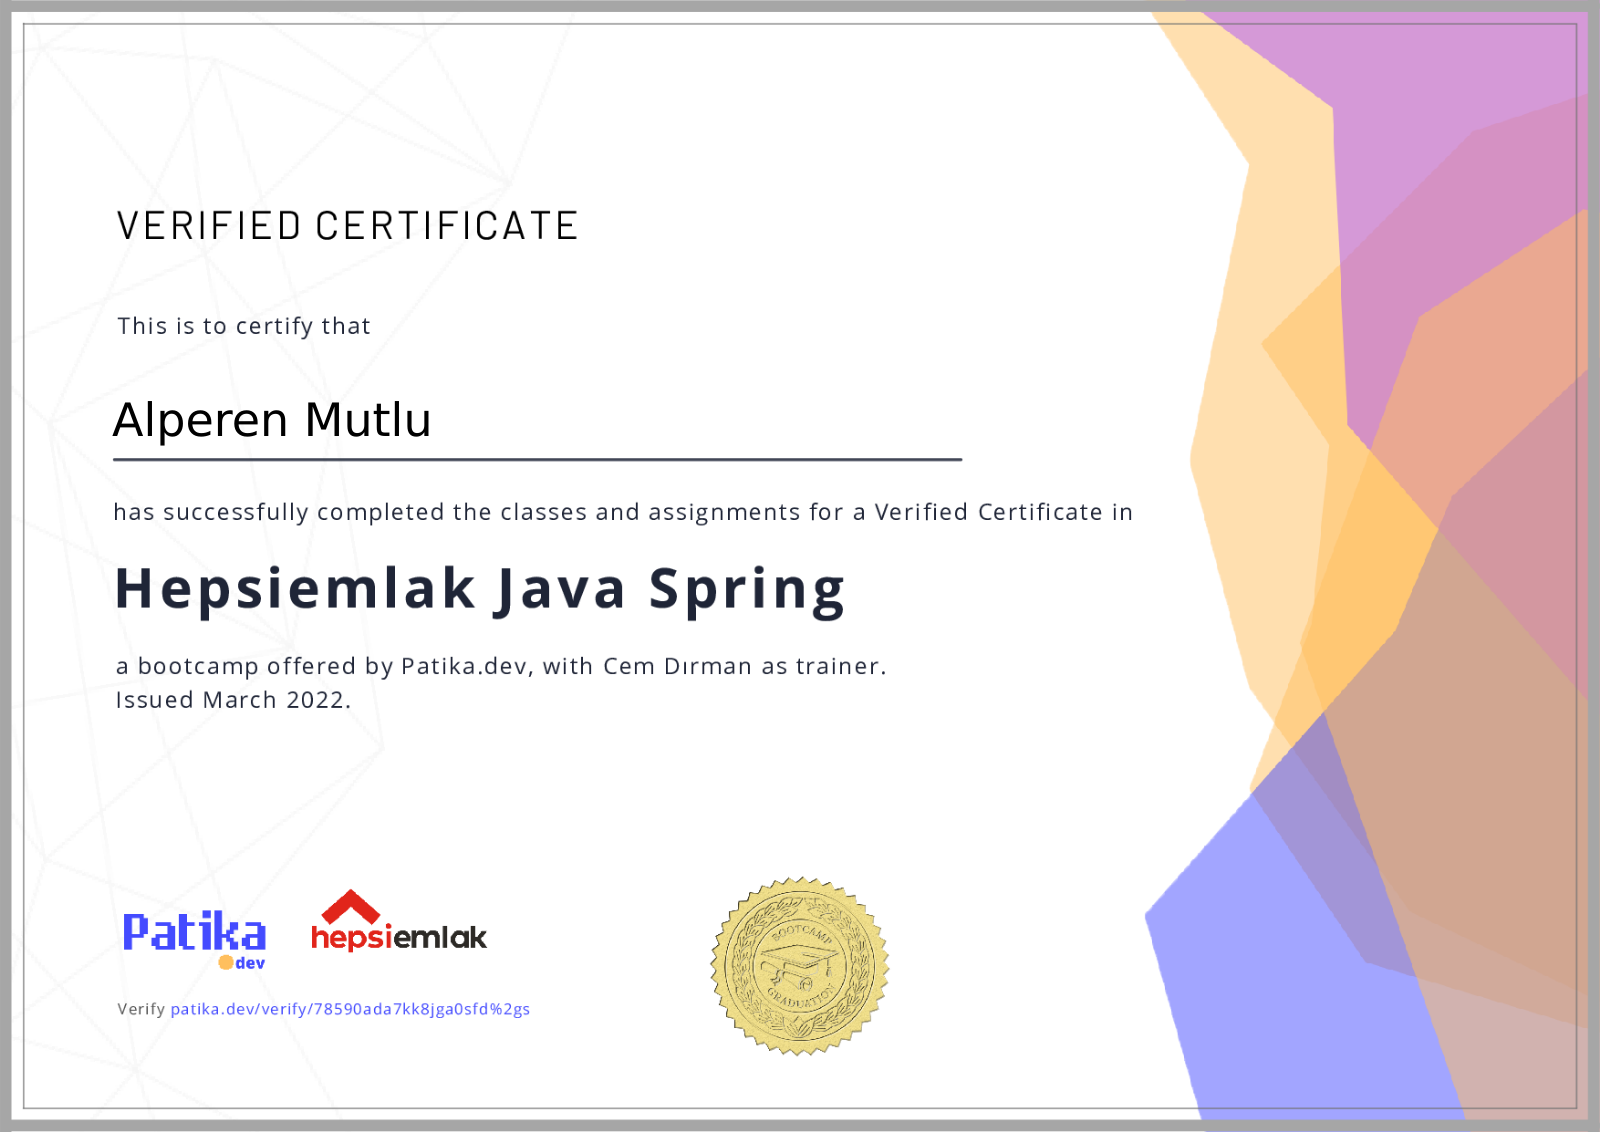 VERIFIED CERTIFICATE
This is to certify that
Alperen Mutlu
has successfully completed the classes and assignments for a Verified Certificate in
Hepsiemlak Java Spring
a bootcamp offered by Patika.dev, with Cem Dırman as trainer.
Issued March 2022.
Patika
dev
hepsiemlak
Verify patika.dev/verify/78590ada7kk8jga0sfd%2gs
BOOTCAMP
GRADUATION